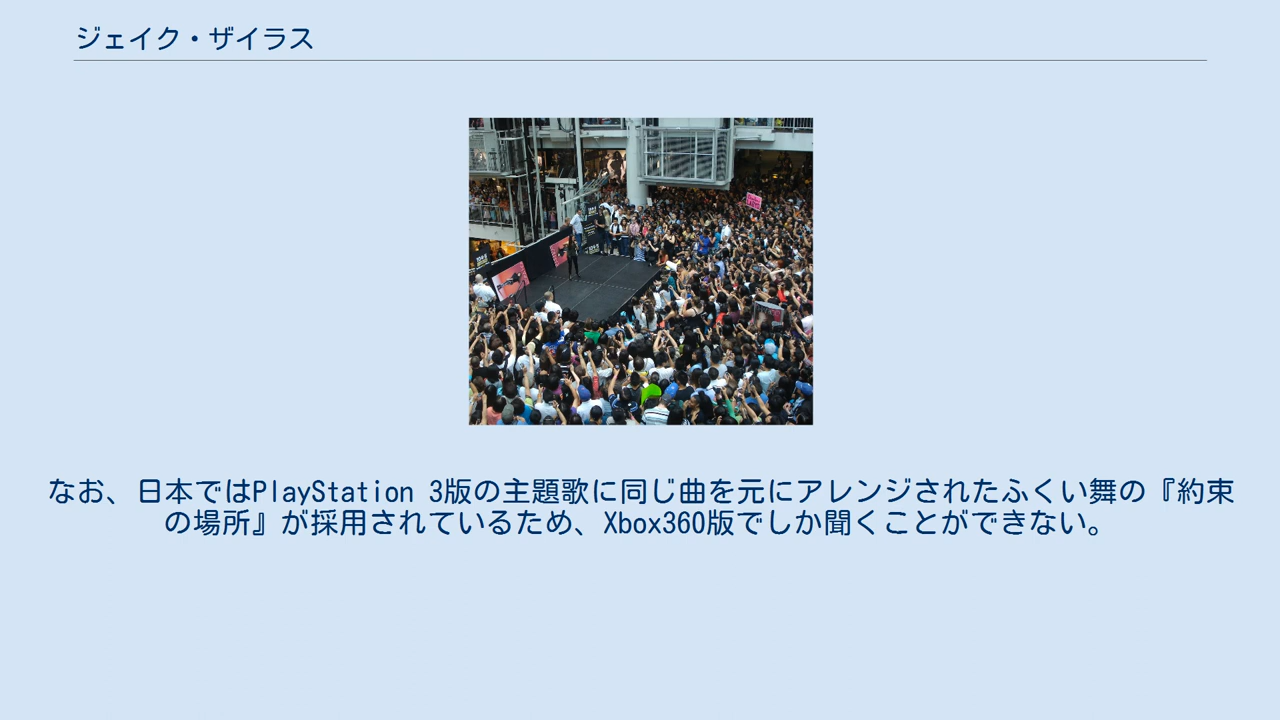 ジェイク・ザイラス
なお、日本ではPlayStation 3版の主題歌に同じ曲を元にアレンジされたふくい舞の『約束
の場所』が採用されているため、Xbox360版でしか聞くことができない。